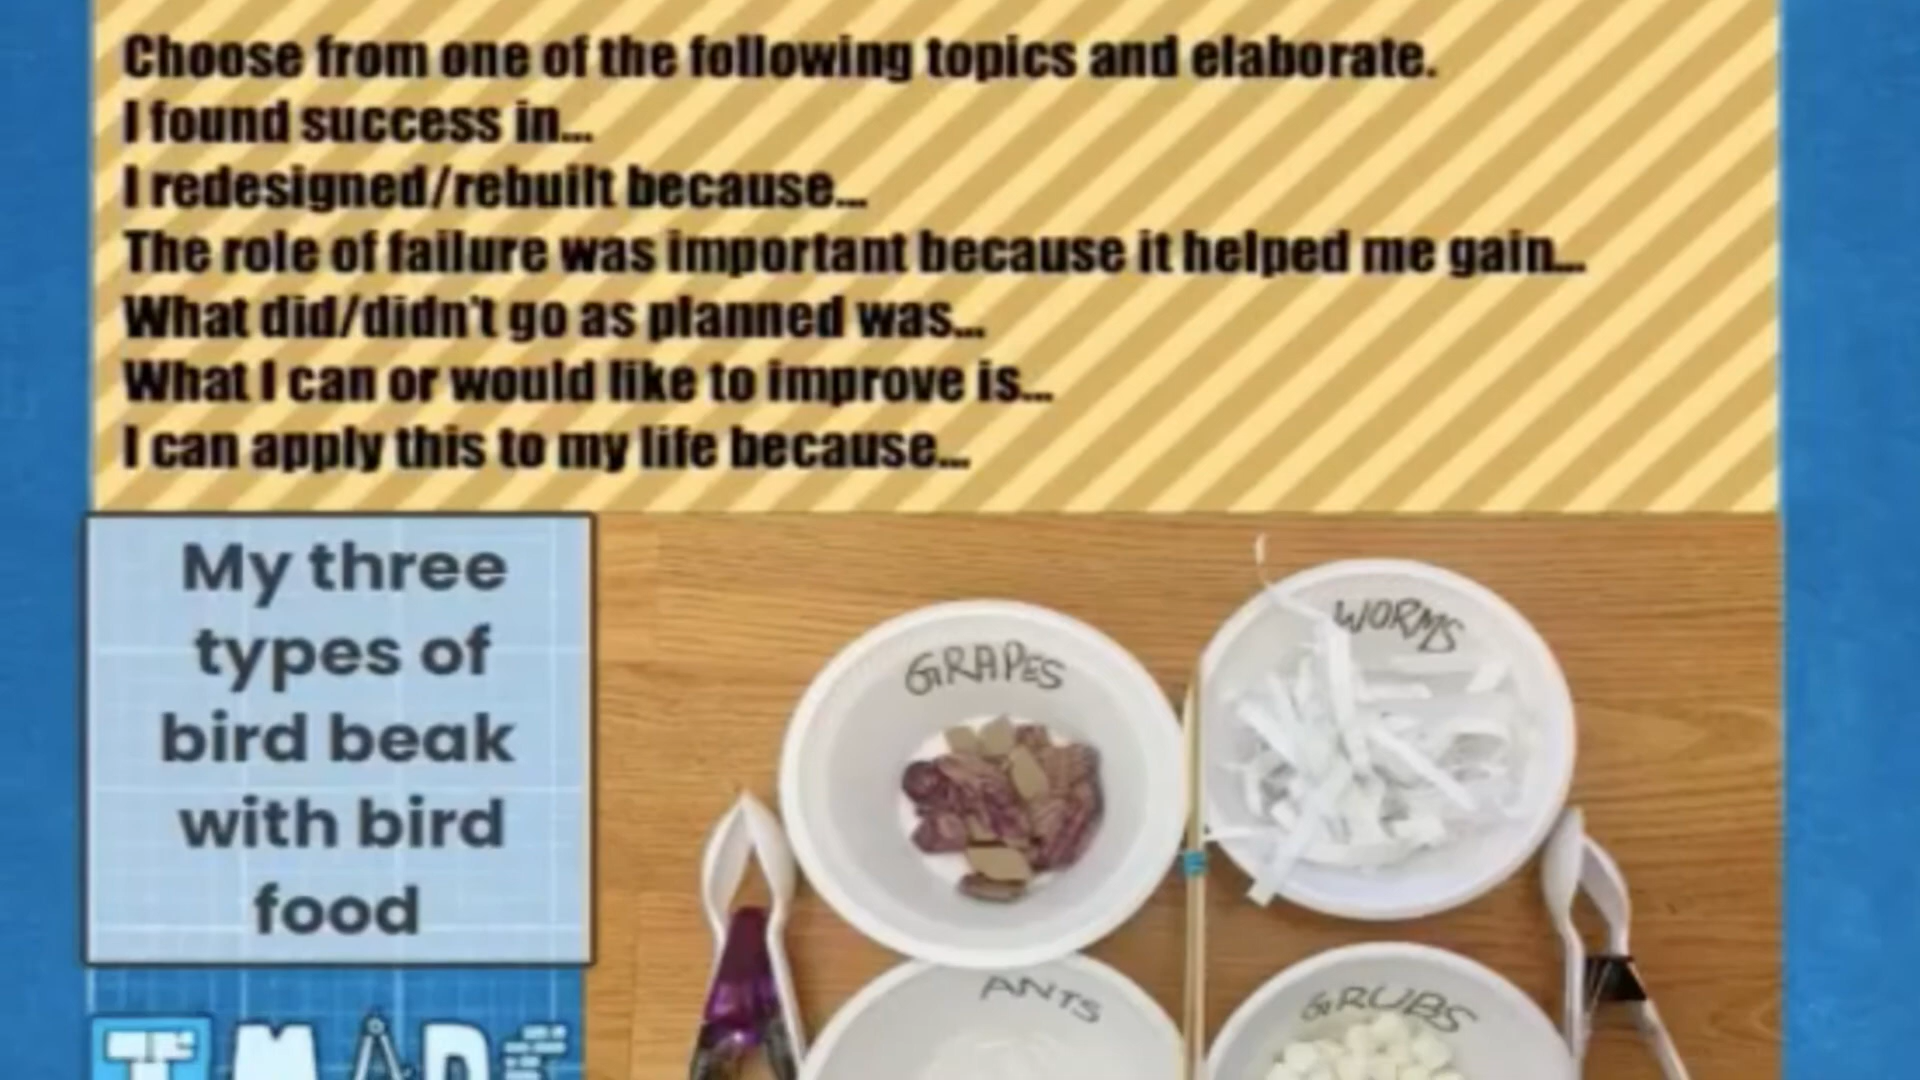 Choose from one of the following topics and elaborate.
I found success in...
I redesigned/rebuilt because...
The role of failure was important because it helped me gain...
What did/didn't go as planned was...
What I can or would like to improve is...
I can apply this to my life because...
My three
types of
bird beak
with bird
food
GRAPES
WORMS
ANTS
GRUBS
I MADE